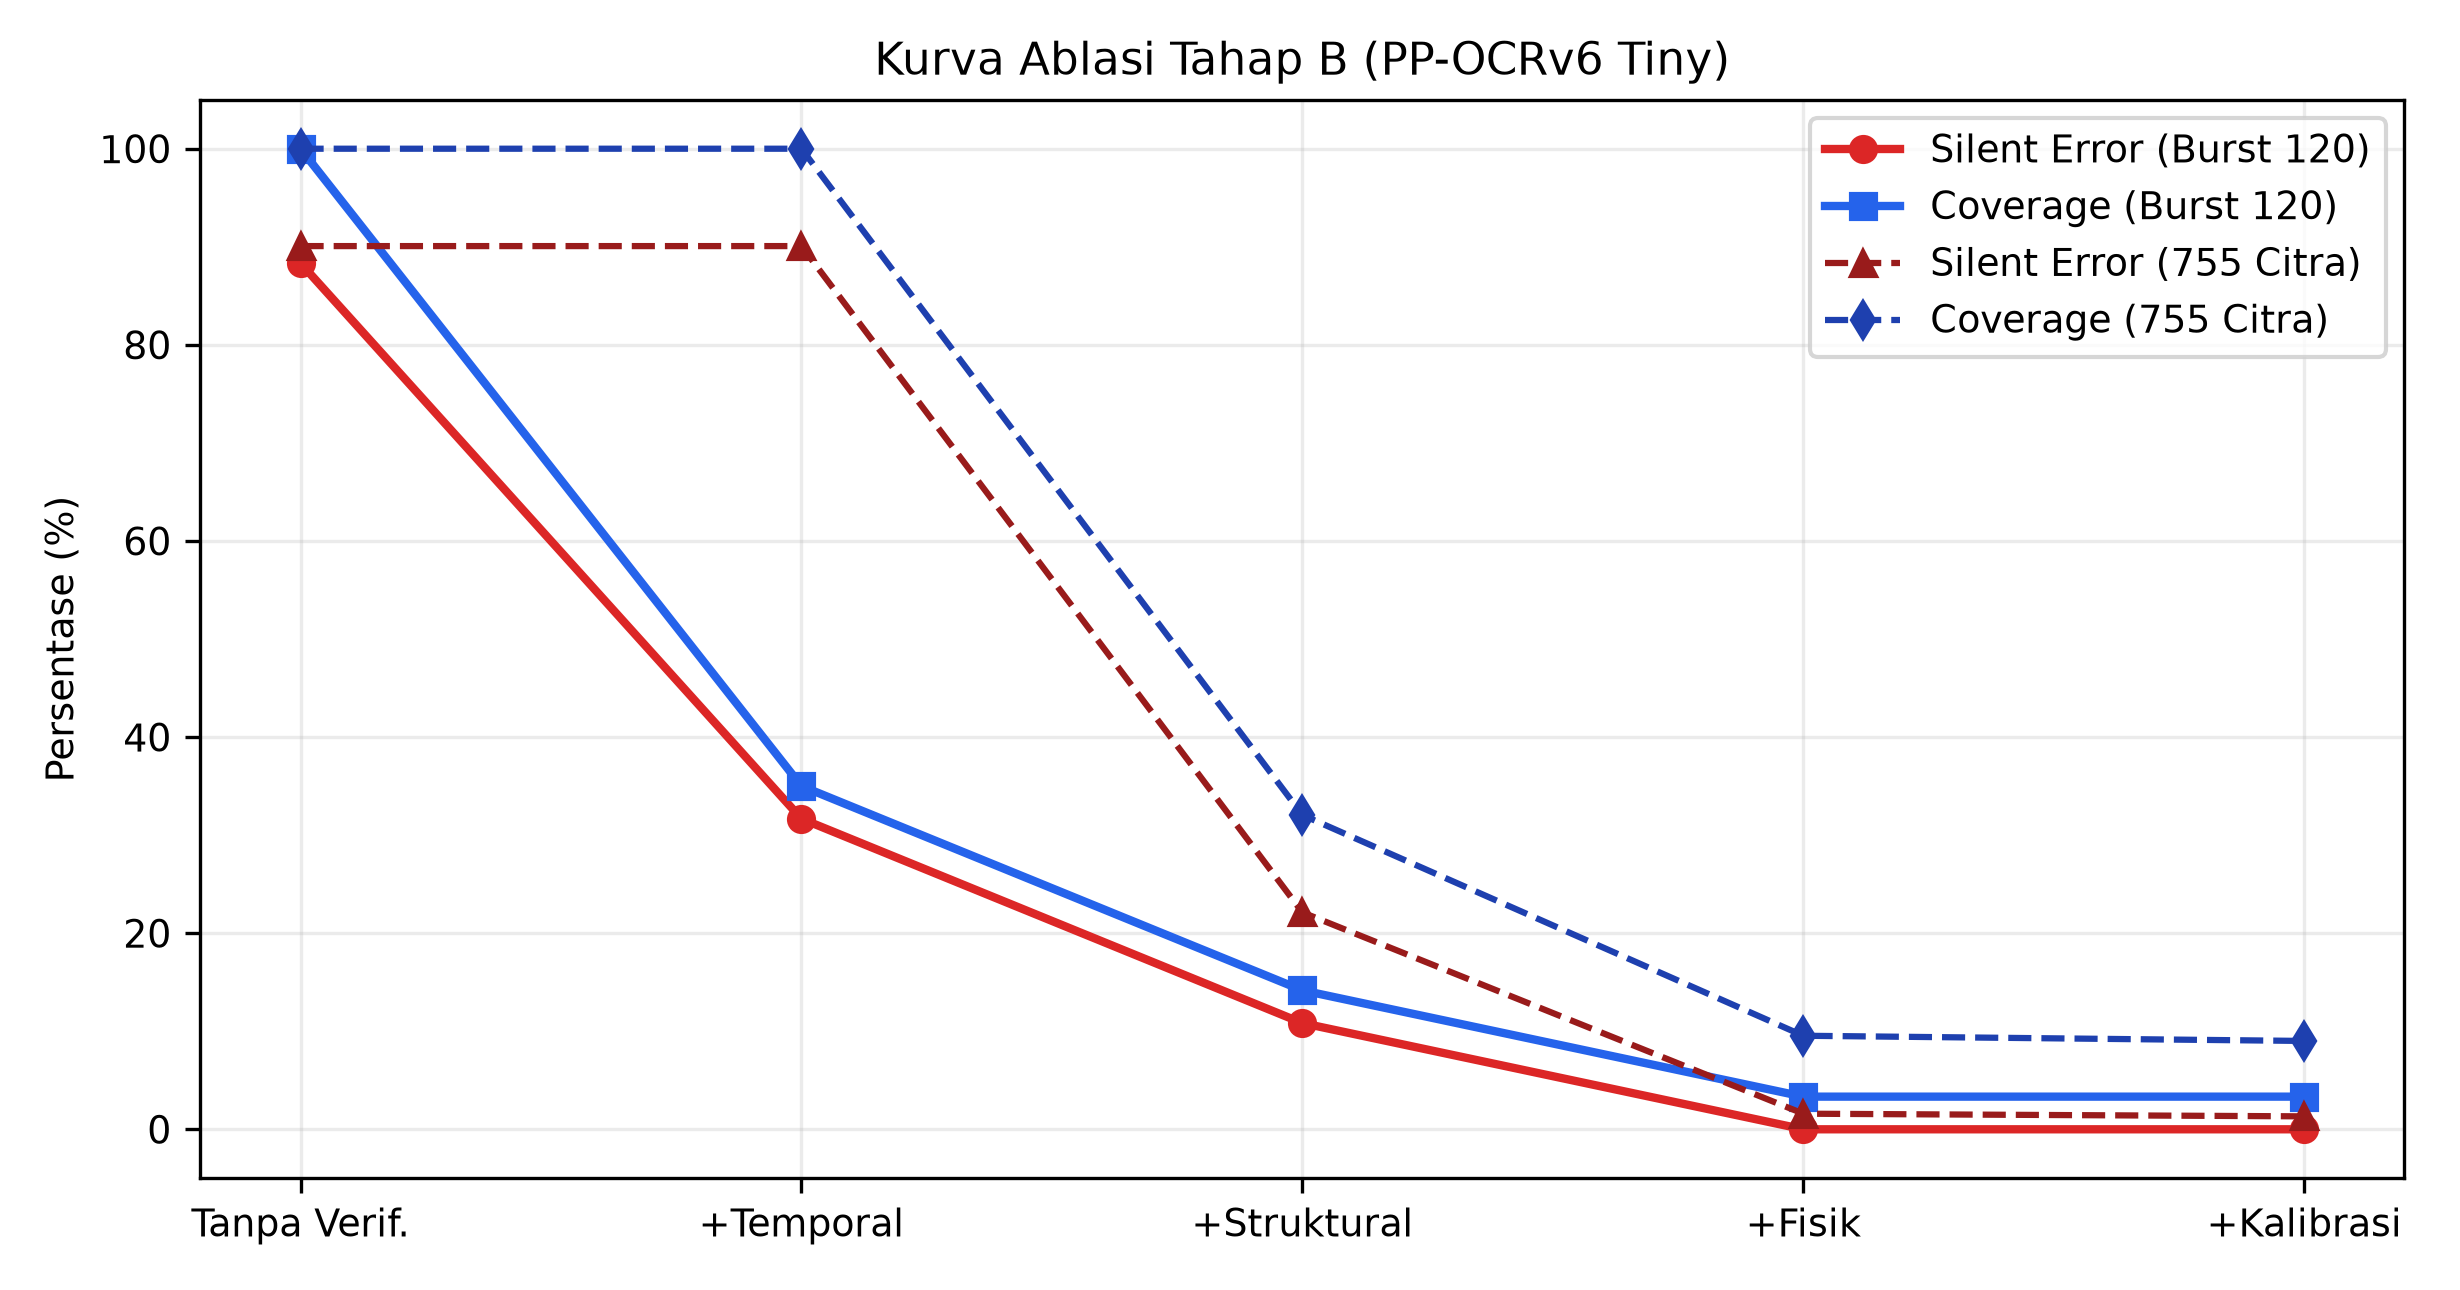 Kurva Ablasi Tahap B (PP-OCRv6 Tiny)
Silent Error (Burst 120)
Coverage (Burst 120)
Silent Error (755 Citra)
Coverage (755 Citra)
Persentase (%)
100
80
60
40
20
0
Tanpa Verif. +Temporal +Struktural +Fisik +Kalibrasi